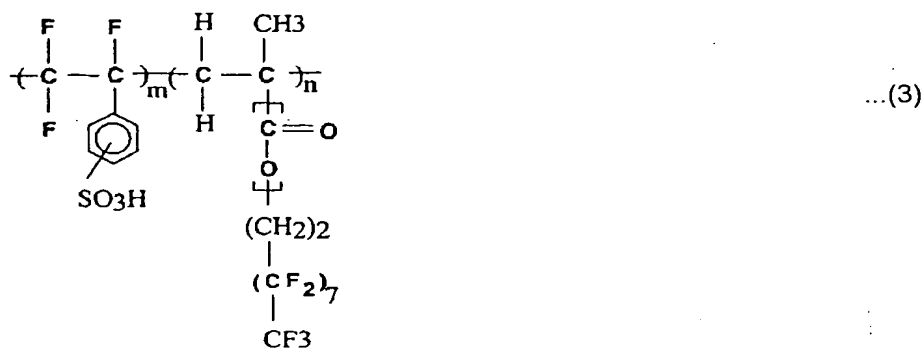 F F H CH3
C C m C C n ...(3)
F H
C O
SO3H O
(CH2)2
(CF2)7
CF3